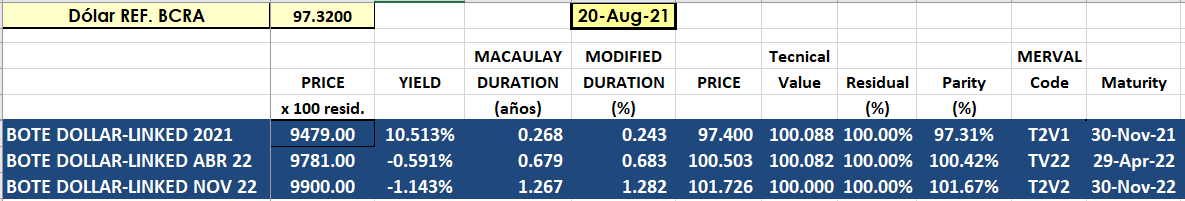 Dólar REF. BCRA 97.3200 20-Aug-21
MACAULAY MODIFIED Tecnical MERVAL
PRICE YIELD DURATION DURATION PRICE Value Residual Parity Code Maturity
x 100 resid. (años) (%) (%) (%)
BOTE DOLLAR-LINKED 2021 9479.00 10.513% 0.268 0.243 97.400 100.088 100.00% 97.31% T2V1 30-Nov-21
BOTE DOLLAR-LINKED ABR 22 9781.00 -0.591% 0.679 0.683 100.503 100.082 100.00% 100.42% TV22 29-Apr-22
BOTE DOLLAR-LINKED NOV 22 9900.00 -1.143% 1.267 1.282 101.726 100.000 100.00% 101.67% T2V2 30-Nov-22